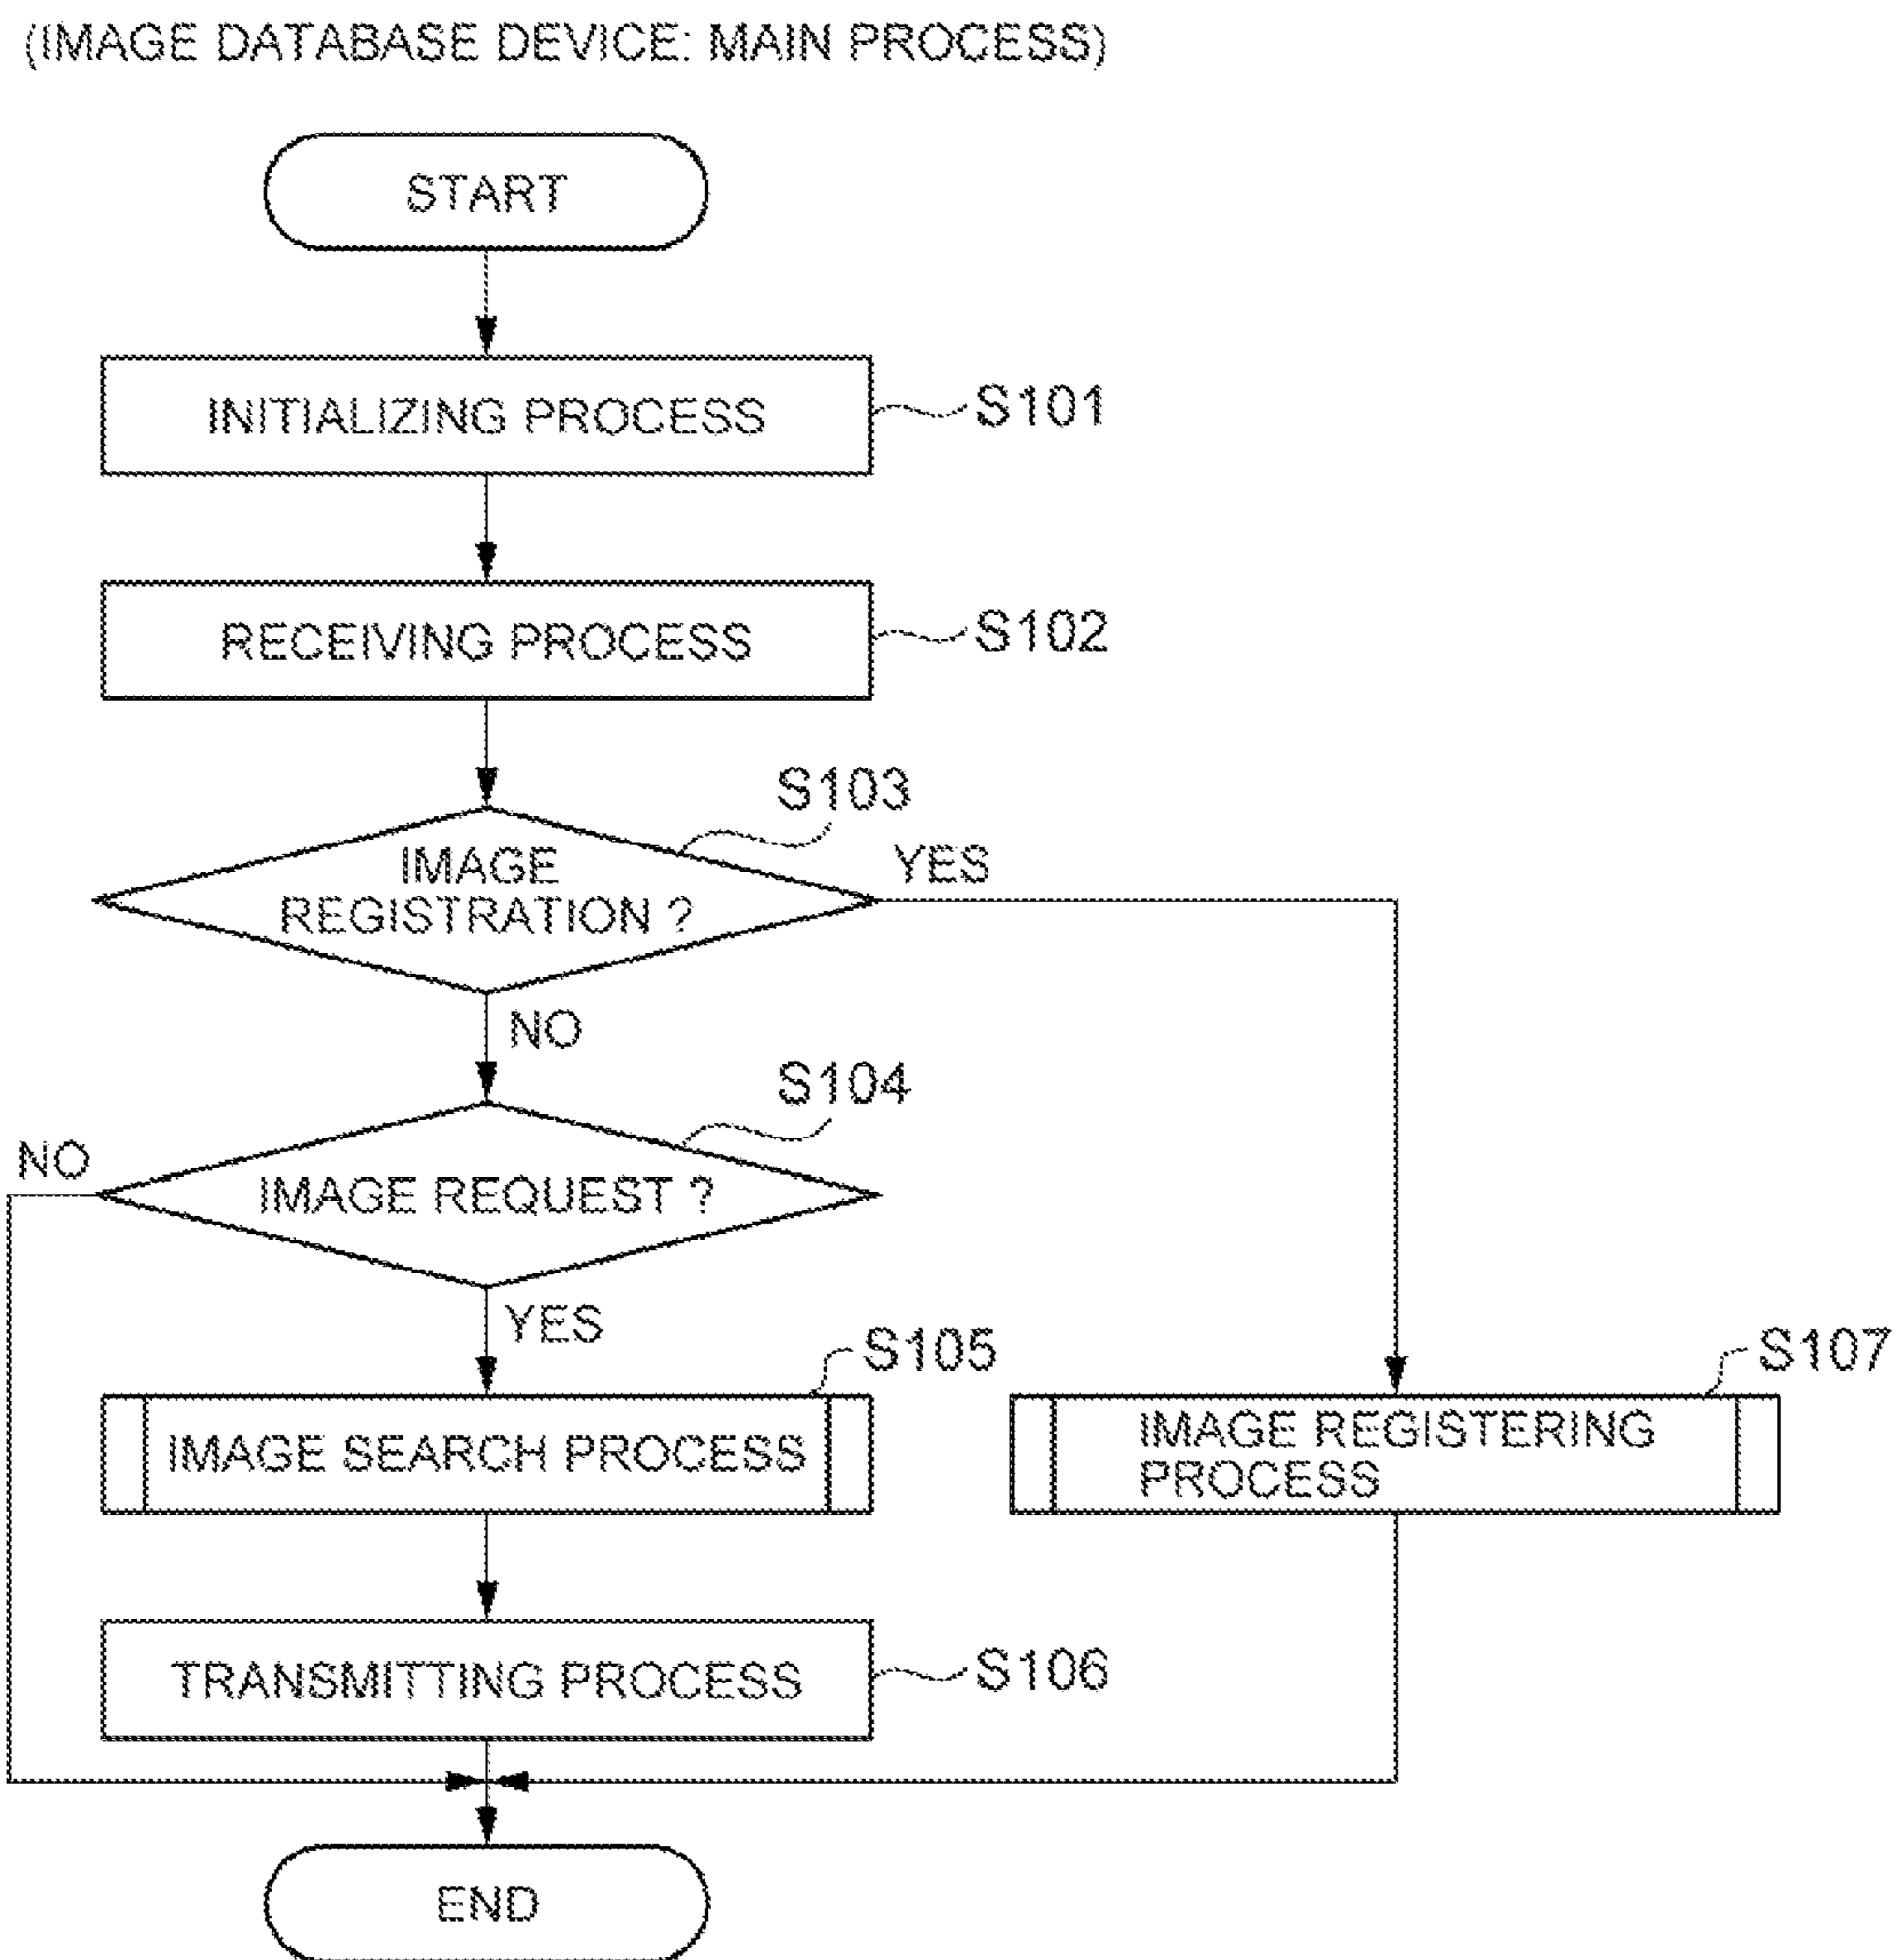 (IMAGE DATABASE DEVICE: MAIN PROCESS)
START
INITIALIZING PROCESS
S101
RECEIVING PROCESS
S102
S103
IMAGE
REGISTRATION ?
YES
NO
S104
NO
IMAGE REQUEST ?
YES
S105
S107
IMAGE SEARCH PROCESS
IMAGE REGISTERING
PROCESS
TRANSMITTING PROCESS
S106
END